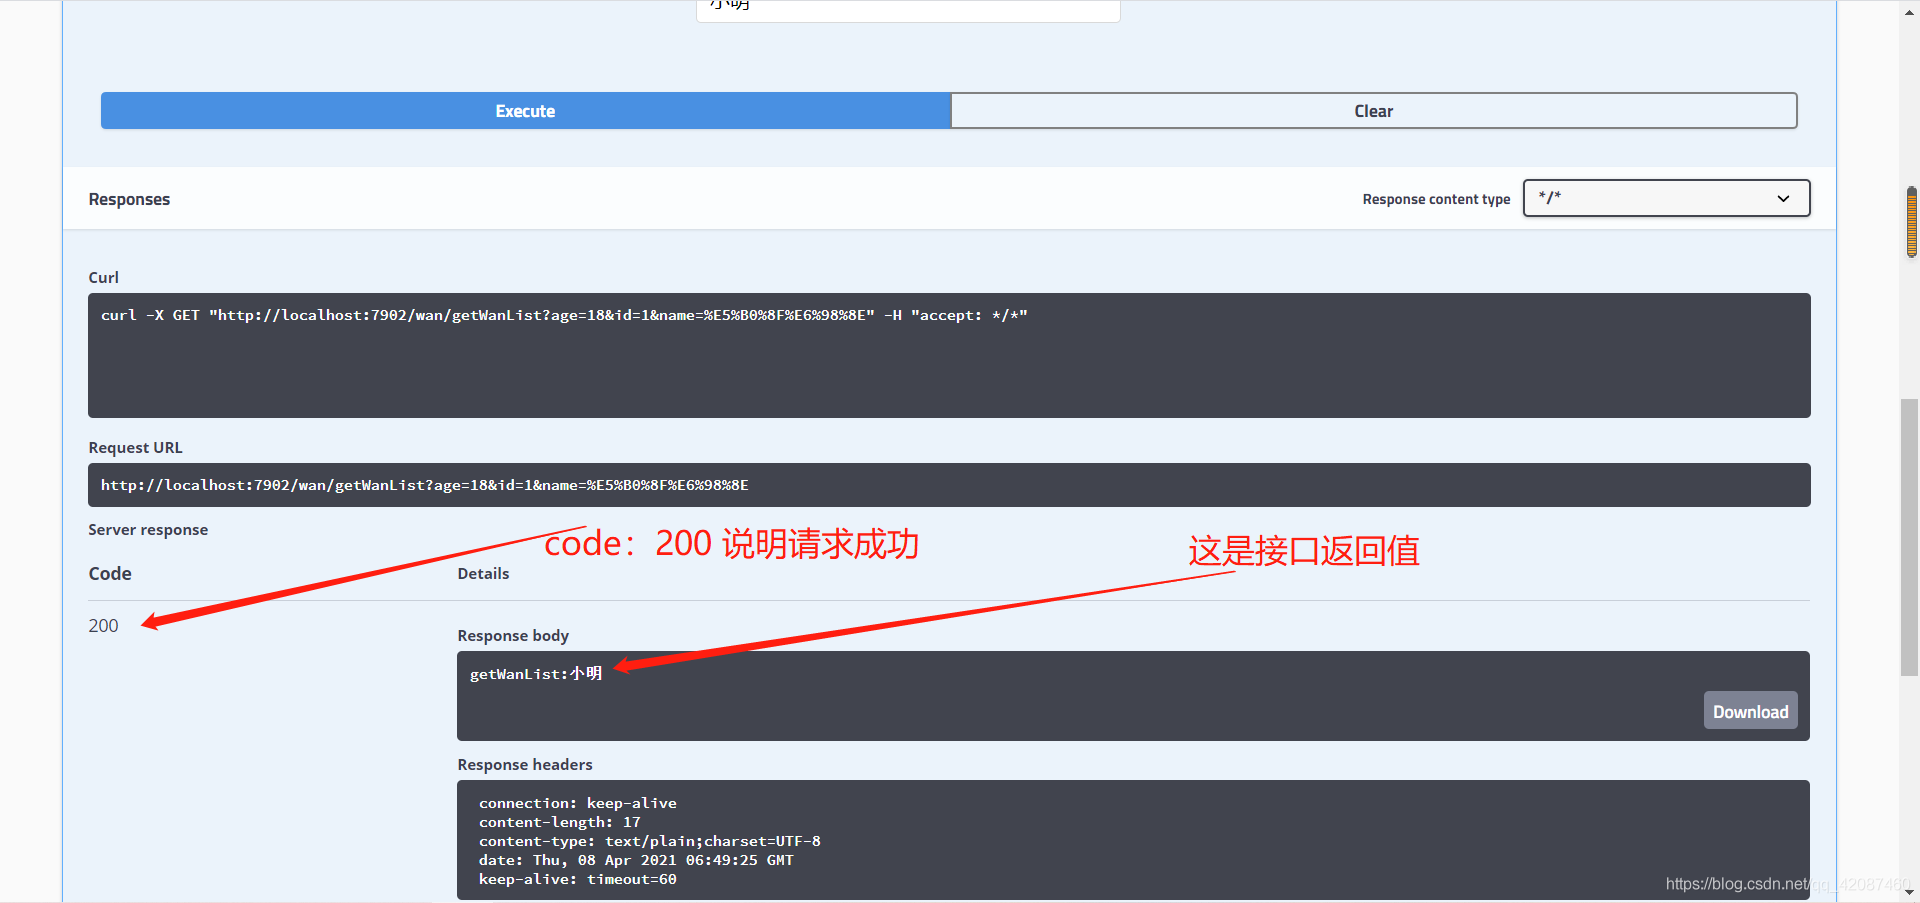 小明
Execute
Clear
Responses
Response content type
*/*
Curl
curl -X GET "http://localhost:7902/wan/getWanList?age=18&id=1&name=%E5%B0%8F%E6%98%8E" -H "accept: */*"
Request URL
http://localhost:7902/wan/getWanList?age=18&id=1&name=%E5%B0%8F%E6%98%8E
Server response
code：200 说明请求成功
这是接口返回值
Code
Details
200
Response body
getWanList:小明
Download
Response headers
connection: keep-alive
content-length: 17
content-type: text/plain;charset=UTF-8
date: Thu, 08 Apr 2021 06:49:25 GMT
keep-alive: timeout=60
https://blog.csdn.net/qq_42087460